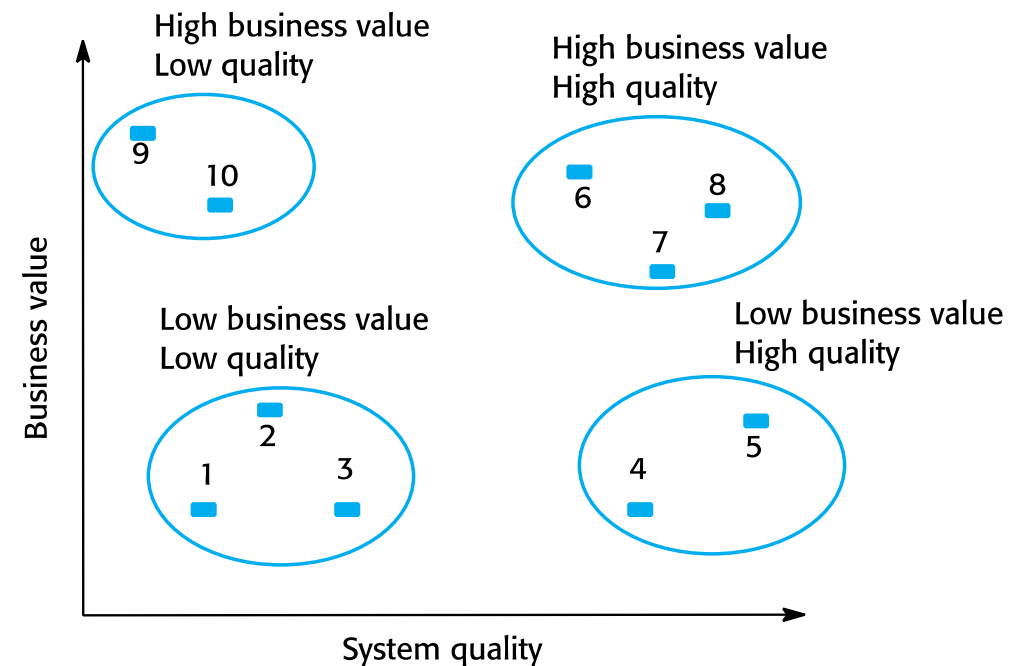 High business value
Low quality
High business value
High quality
9
10
6
8
7
Business value
Low business value
Low quality
Low business value
High quality
2
1
3
4
5
System quality